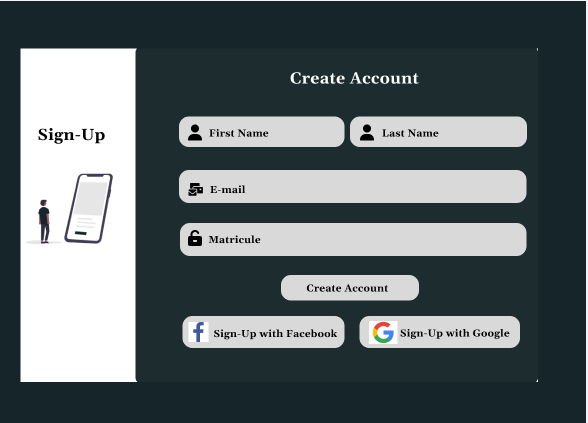 Create Account
Sign-Up
First Name
Last Name
E-mail
Matricule
Create Account
Sign-Up with Facebook
Sign-Up with Google